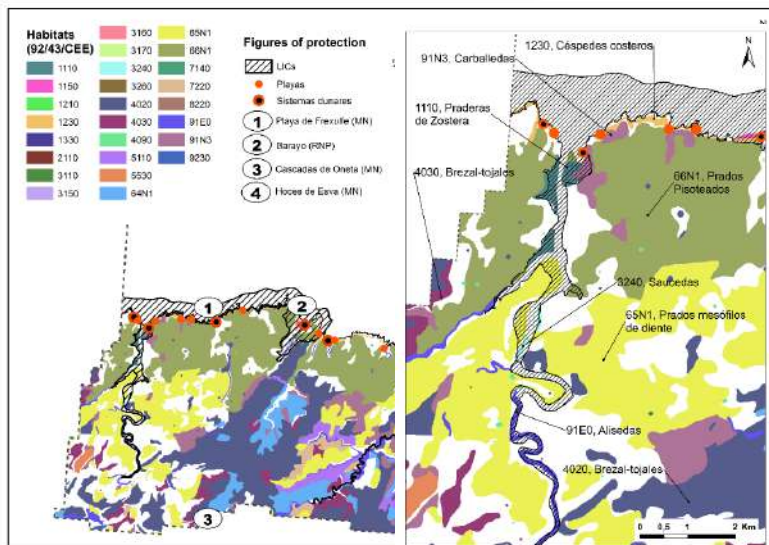 Habitats
(92/43/CEE)
1110
1150
1210
1230
1330
2110
3110
3150
3160
3170
3240
3260
4020
4030
4090
5110
64N1
65N1
66N1
7140
7220
8220
91E0
91N3
9230
Figures of protection
LICs
Playas
Sistemas dunares
1 Playa de Frexulfe (MN)
2 Barayo (RNP)
3 Cascadas de Oneta (MN)
4 Hoces de Esva (MN)
1
2
3
1230, Céspedes costeros
91N3, Carballedas
N
1110, Praderas
de Zostera
4030, Brezal-tojales
66N1, Prados
Pisoteados
3240, Saucedas
65N1, Prados mesófilos
de diente
91E0, Alisedas
4020, Brezal-tojales
0 0,5 1 2 Km